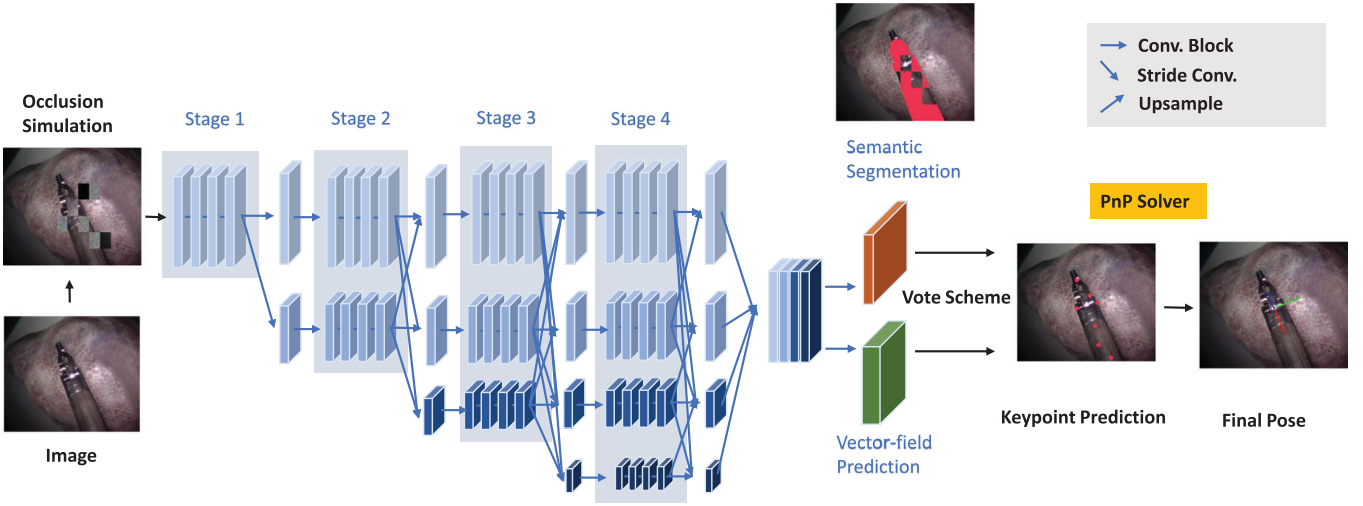 Conv. Block
Stride Conv.
Upsample
Occlusion
Simulation
Stage 1
Stage 2
Stage 3
Stage 4
Semantic
Segmentation
PnP Solver
Vote Scheme
Image
Vector-field
Prediction
Keypoint Prediction
Final Pose